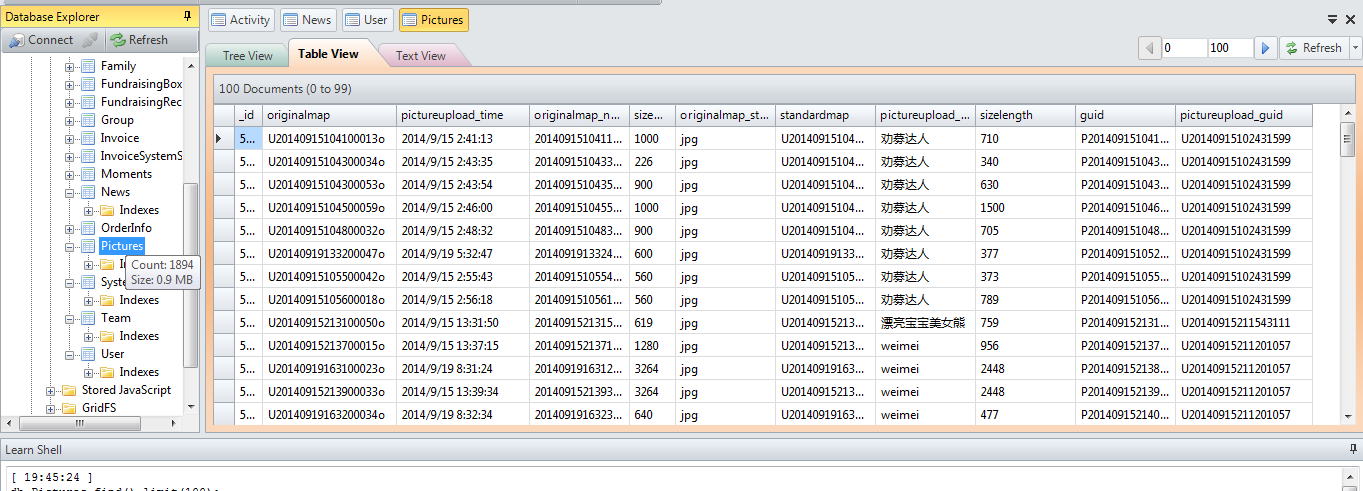 Database Explorer
Activity News User Pictures
Connect Refresh
Tree View Table View Text View 0 100 Refresh
Family
FundraisingBox
FundraisingRec
Group
Invoice
InvoiceSystemS
Moments
News
Indexes
OrderInfo
Pictures
Count: 1894
Size: 0.9 MB
Syste
Indexes
Team
Indexes
User
Indexes
Stored JavaScript
GridFS
100 Documents (0 to 99)
_id originalmap pictureupload_time originalmap_n... size... originalmap_st... standardmap pictureupload_... sizelength guid pictureupload_guid
5... U20140915104100013o 2014/9/15 2:41:13 2014091510411... 1000 jpg U20140915104... 劝募达人 710 P201409151041... U20140915102431599
5... U20140915104300034o 2014/9/15 2:43:35 2014091510433... 226 jpg U20140915104... 劝募达人 340 P201409151043... U20140915102431599
5... U20140915104300053o 2014/9/15 2:43:54 2014091510435... 900 jpg U20140915104... 劝募达人 630 P201409151043... U20140915102431599
5... U20140915104500059o 2014/9/15 2:46:00 2014091510455... 1000 jpg U20140915104... 劝募达人 1500 P201409151046... U20140915102431599
5... U20140915104800032o 2014/9/15 2:48:32 2014091510483... 900 jpg U20140915104... 劝募达人 705 P201409151048... U20140915102431599
5... U20140919133200047o 2014/9/19 5:32:47 2014091913324... 600 jpg U20140919133... 劝募达人 377 P201409151052... U20140915102431599
5... U20140915105500042o 2014/9/15 2:55:43 2014091510554... 560 jpg U20140915105... 劝募达人 373 P201409151055... U20140915102431599
5... U20140915105600018o 2014/9/15 2:56:18 2014091510561... 560 jpg U20140915105... 劝募达人 789 P201409151056... U20140915102431599
5... U20140915213100050o 2014/9/15 13:31:50 2014091521315... 619 jpg U20140915213... 漂亮宝宝美女熊 759 P201409152131... U20140915211543111
5... U20140915213700015o 2014/9/15 13:37:15 2014091521371... 1280 jpg U20140915213... weimei 956 P201409152137... U20140915211201057
5... U20140919163100023o 2014/9/19 8:31:24 2014091916312... 3264 jpg U20140919163... weimei 2448 P201409152138... U20140915211201057
5... U20140915213900033o 2014/9/15 13:39:34 2014091521393... 3264 jpg U20140915213... weimei 2448 P201409152139... U20140915211201057
5... U20140919163200034o 2014/9/19 8:32:34 2014091916323... 640 jpg U20140919163... weimei 477 P201409152140... U20140915211201057
Learn Shell
[ 19:45:24 ]
db.Pictures.find().limit(100);